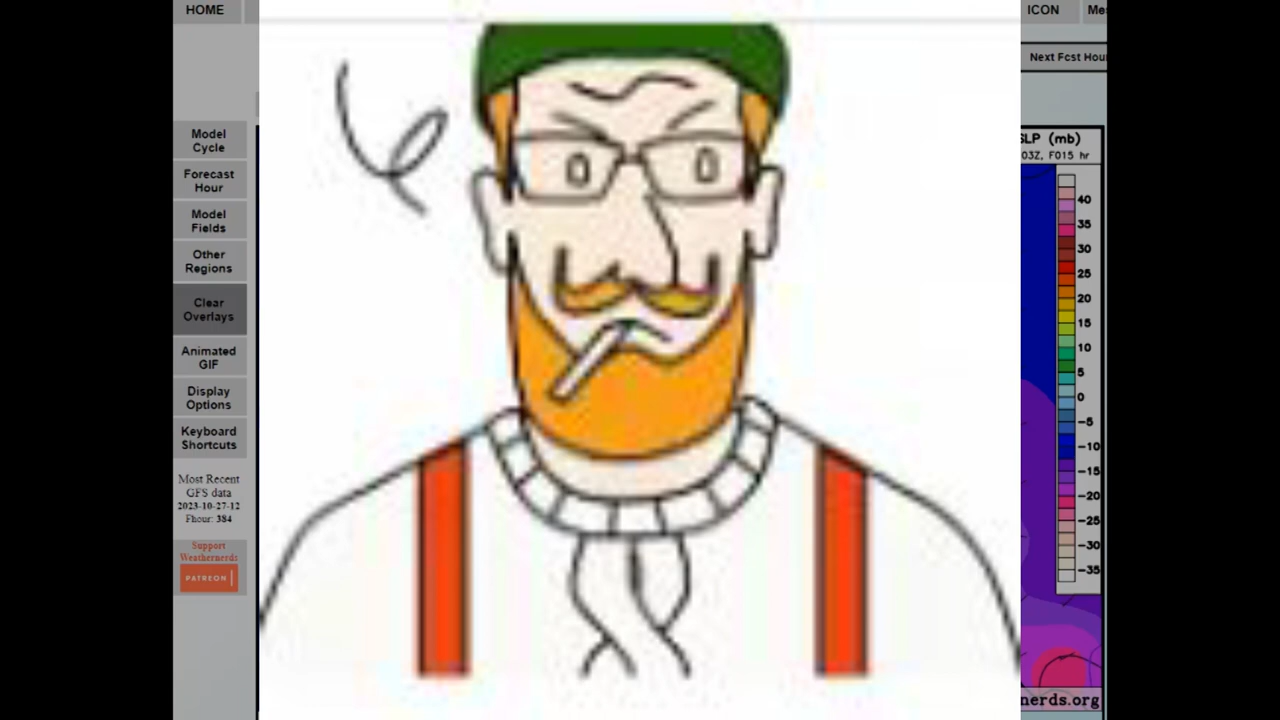 HOME
ICON
Next Fcst Hour
Model
Cycle
Forecast
Hour
Model
Fields
Other
Regions
Clear
Overlays
Animated
GIF
Display
Options
Keyboard
Shortcuts
Most Recent
GFS data
2023-10-27-12
Fhour: 384
Support
Weathernerds
PATREON
SLP (mb)
03Z, F015 hr
40
35
30
25
20
15
10
5
0
-5
-10
-15
-20
-25
-30
-35
nerds.org